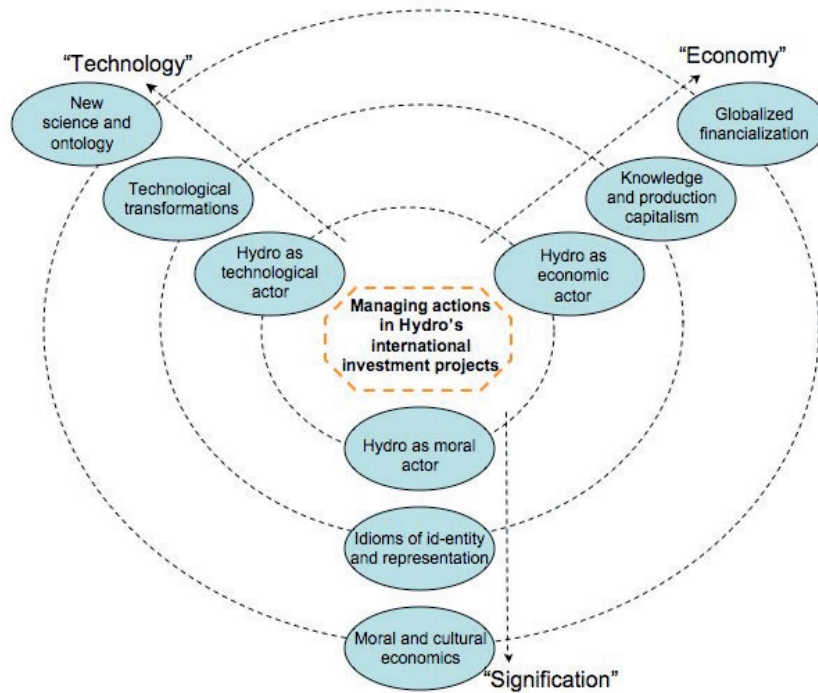 "Technology"
"Economy"
New
science and
ontology
Globalized
financialization
Technological
transformations
Knowledge
and production
capitalism
Hydro as
technological
actor
Hydro as
economic
actor
Managing actions
in Hydro's
international
investment projects
Hydro as moral
actor
Idioms of id-entity
and representation
Moral and cultural
economics
"Signification"